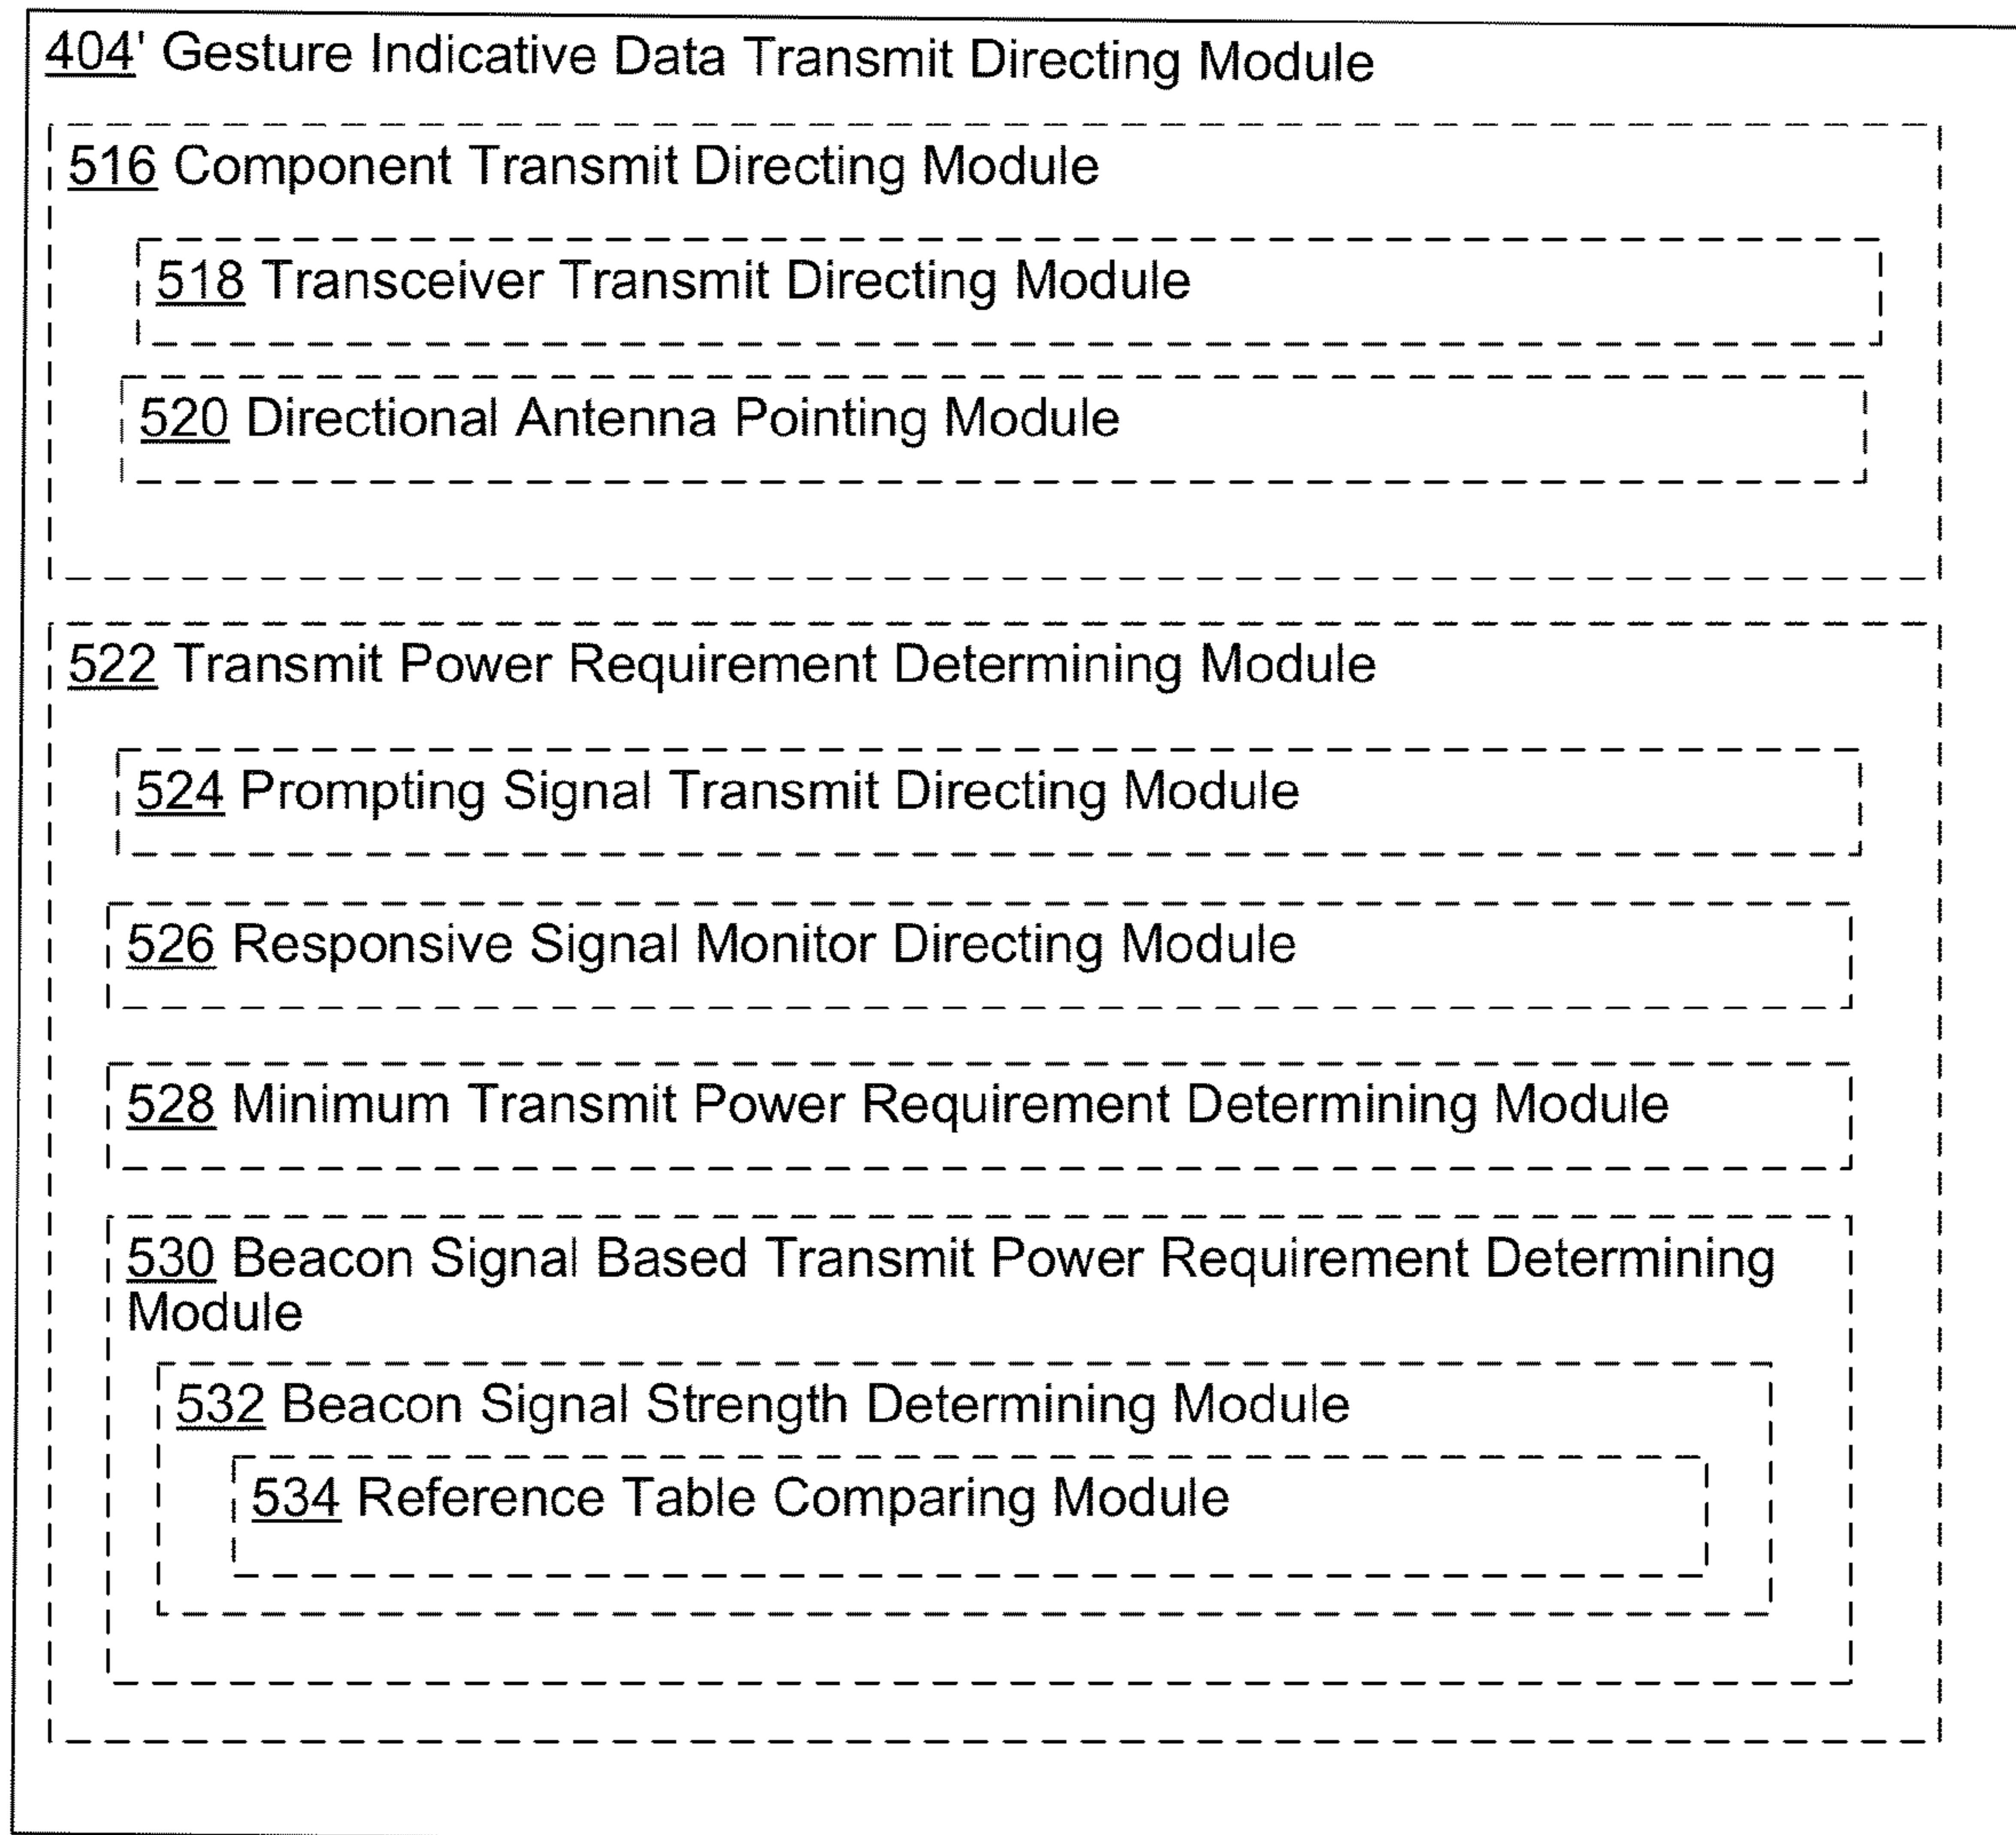 404' Gesture Indicative Data Transmit Directing Module
516 Component Transmit Directing Module
518 Transceiver Transmit Directing Module
520 Directional Antenna Pointing Module
522 Transmit Power Requirement Determining Module
524 Prompting Signal Transmit Directing Module
526 Responsive Signal Monitor Directing Module
528 Minimum Transmit Power Requirement Determining Module
530 Beacon Signal Based Transmit Power Requirement Determining
Module
532 Beacon Signal Strength Determining Module
534 Reference Table Comparing Module